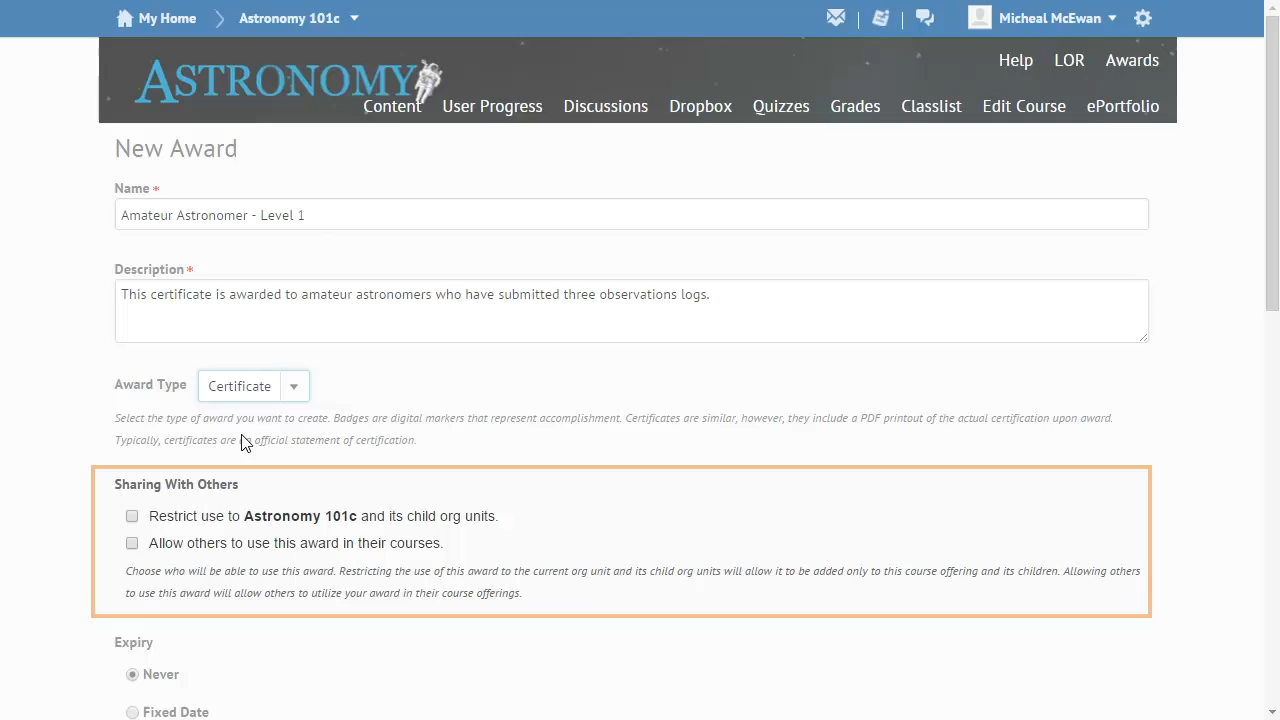 My Home
Astronomy 101c
Micheal McEwan
Help LOR Awards
ASTRONOMY
Content User Progress Discussions Dropbox Quizzes Grades Classlist Edit Course ePortfolio
New Award
Name *
Amateur Astronomer - Level 1
Description *
This certificate is awarded to amateur astronomers who have submitted three observations logs.
Award Type Certificate
Select the type of award you want to create. Badges are digital markers that represent accomplishment. Certificates are similar, however, they include a PDF printout of the actual certification upon award.
Typically, certificates are official statement of certification.
Sharing With Others
Restrict use to Astronomy 101c and its child org units.
Allow others to use this award in their courses.
Choose who will be able to use this award. Restricting the use of this award to the current org unit and its child org units will allow it to be added only to this course offering and its children. Allowing others
to use this award will allow others to utilize your award in their course offerings.
Expiry
Never
Fixed Date